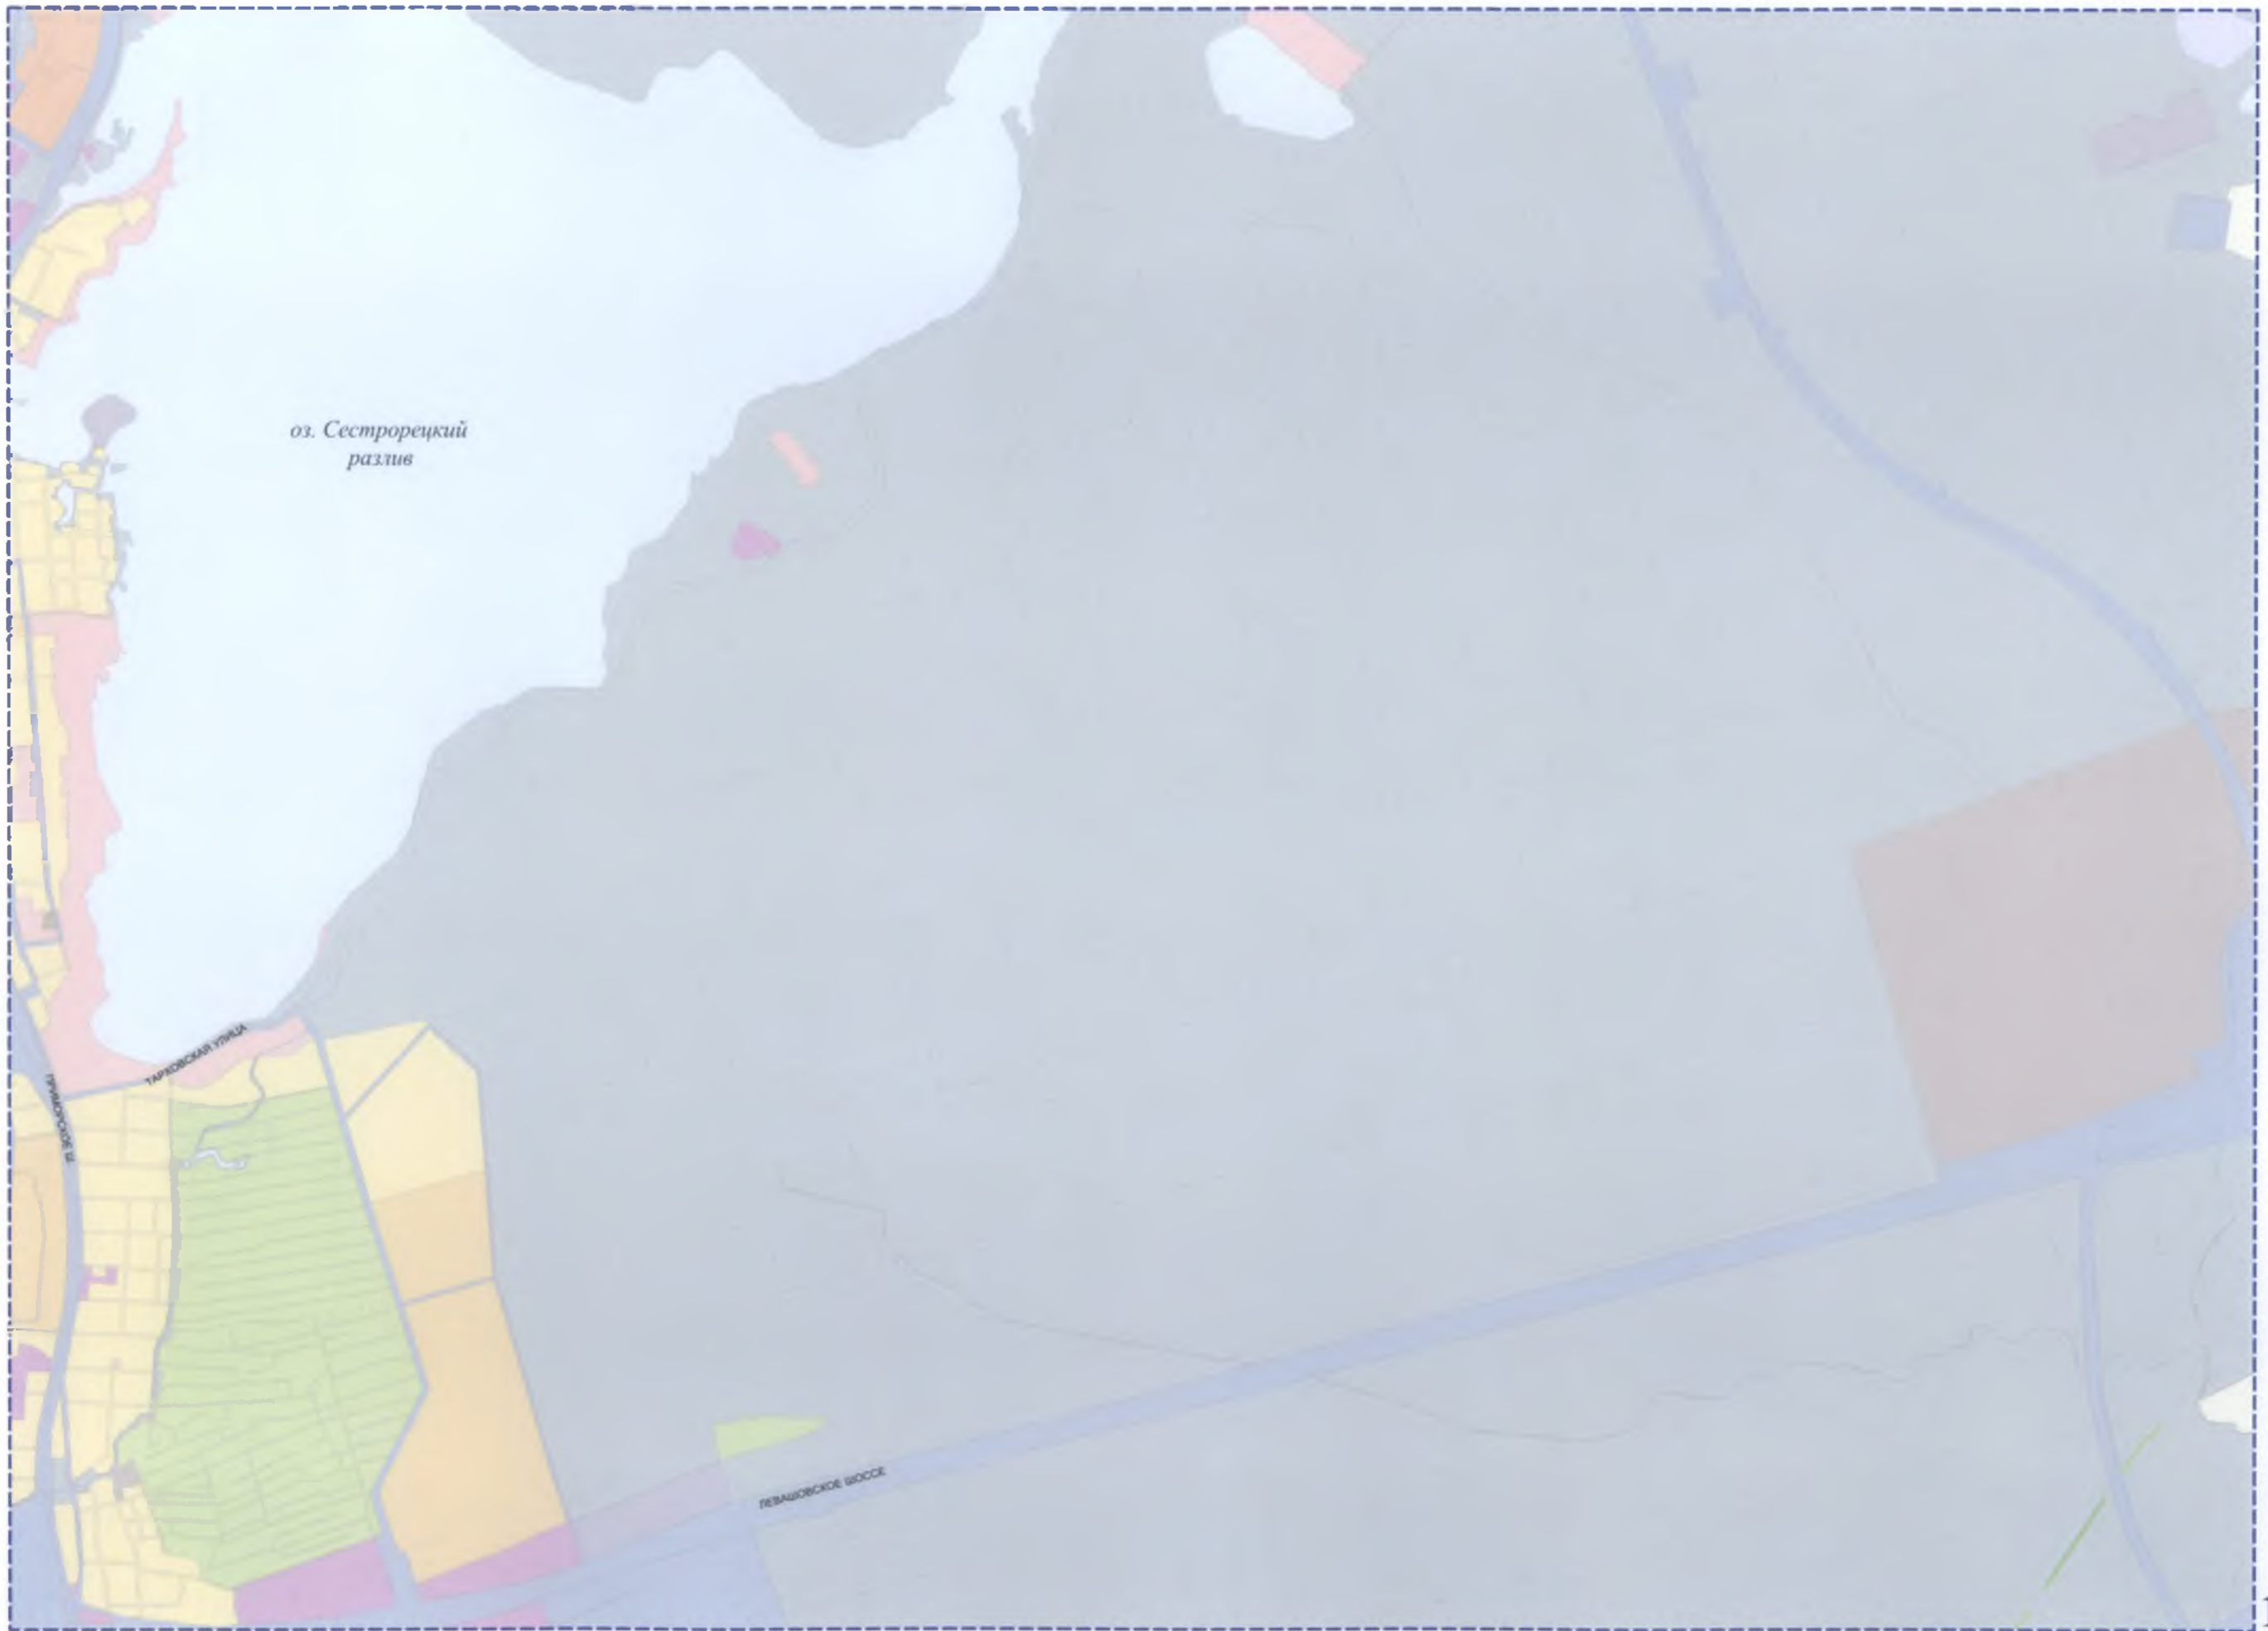 оз. Сестрорецкий
разлив
ТАРХОВСКАЯ УЛИЦА
ПРИМОРСКОЕ Ш
ЛЕВАШОВСКОЕ ШОССЕ